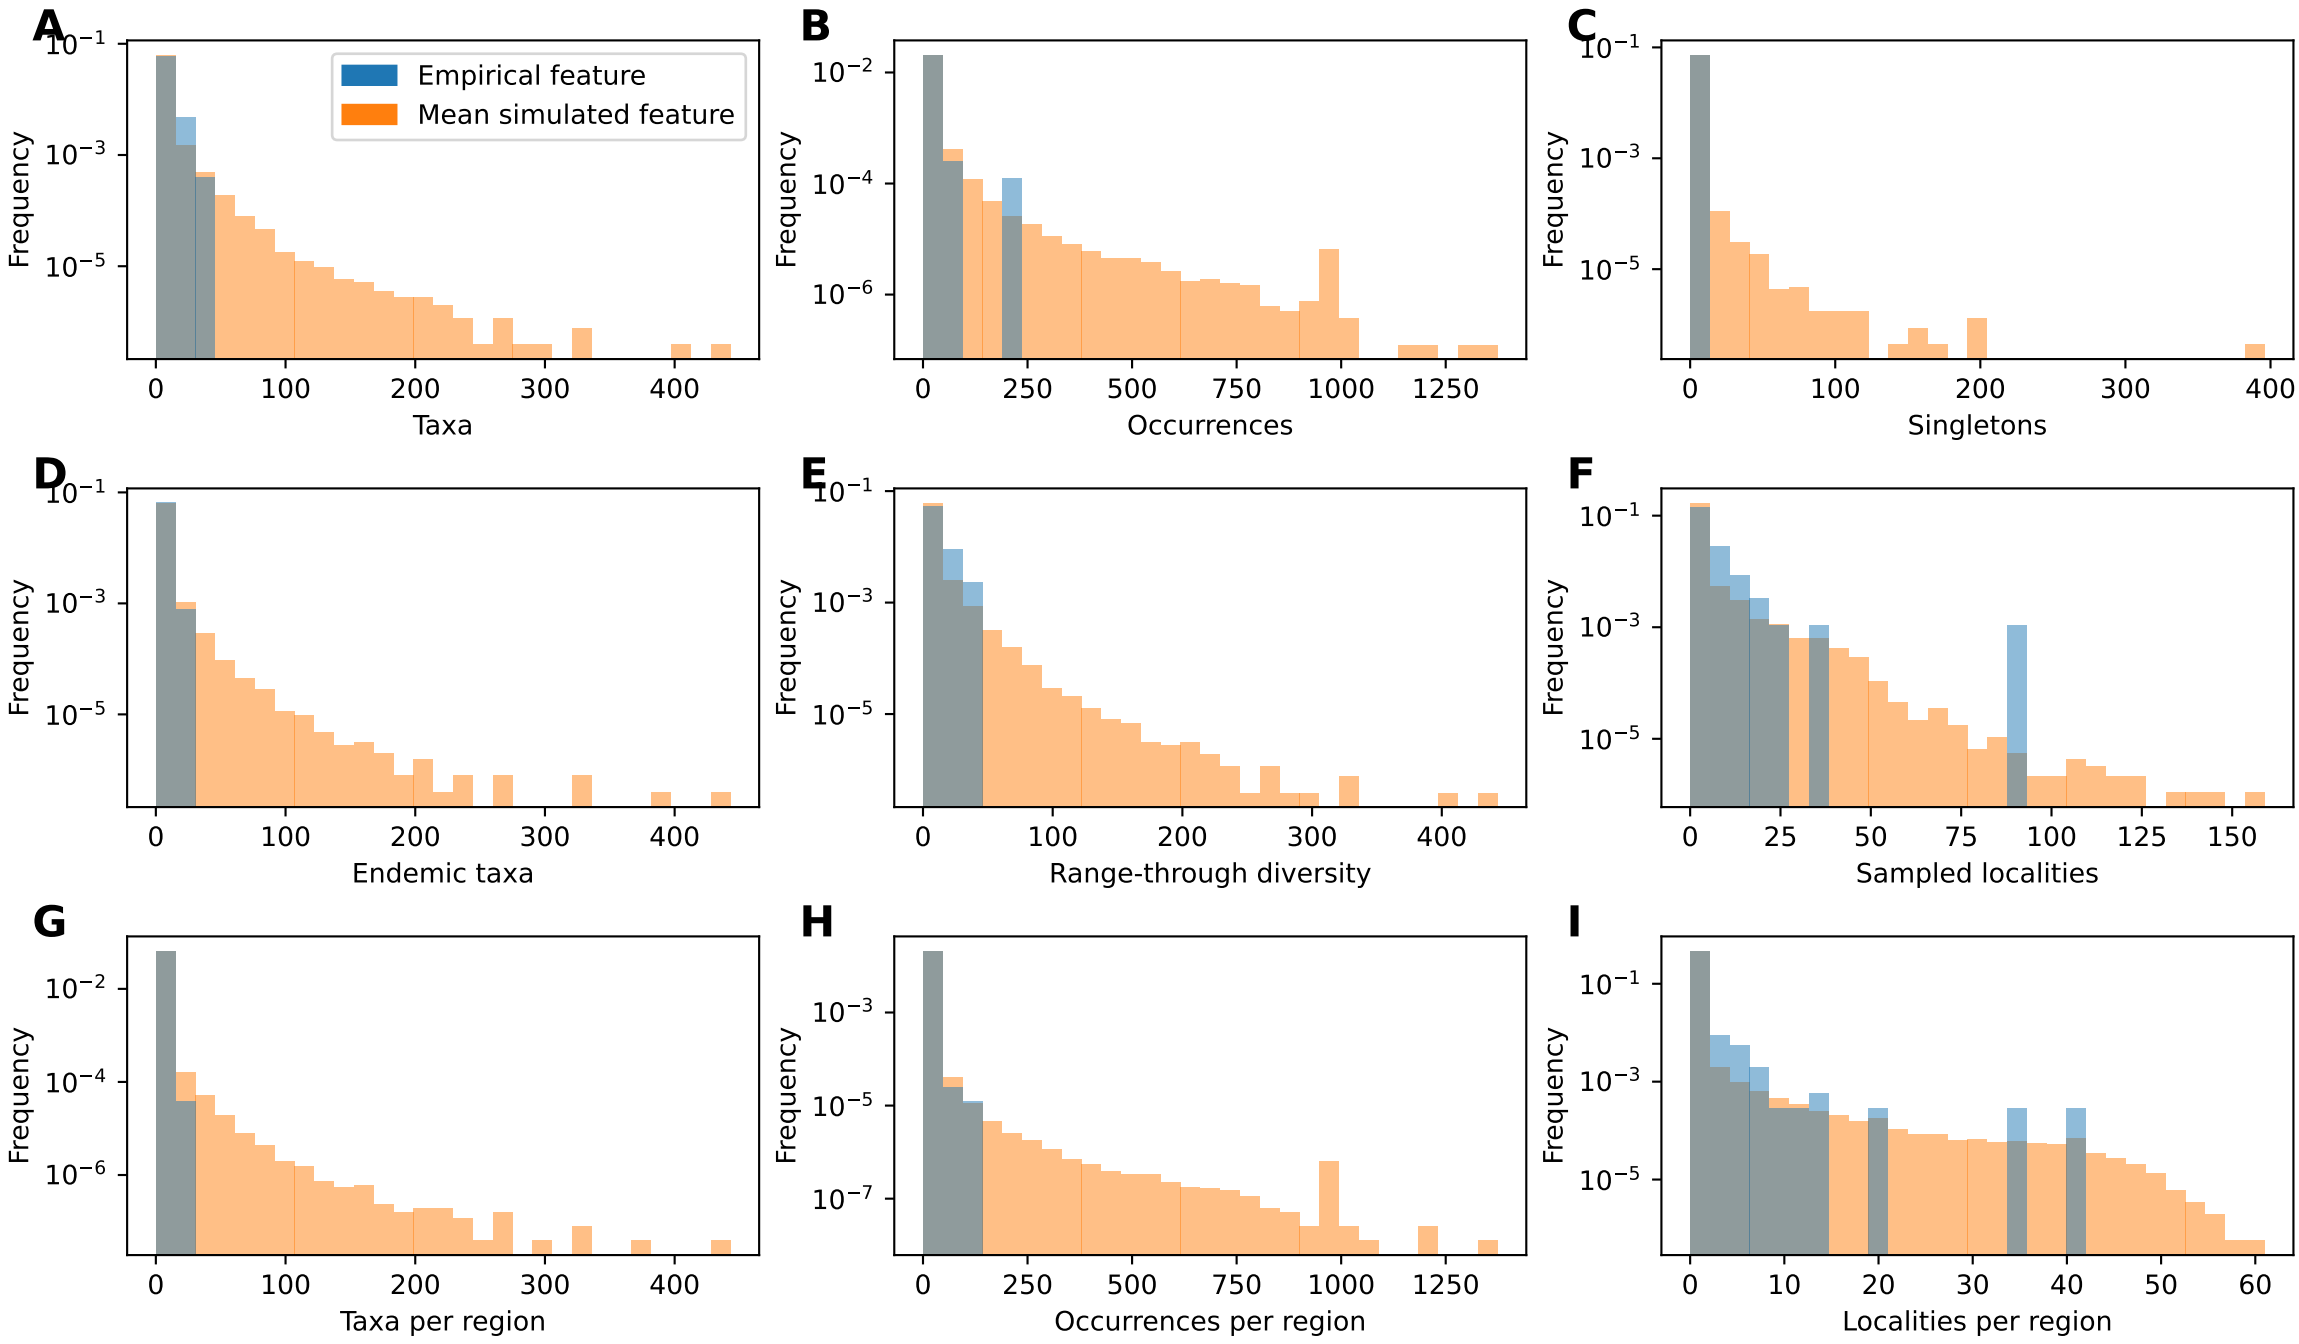 A
B
C
Empirical feature
Mean simulated feature
Frequency
10⁻¹
10⁻³
10⁻⁵
0 100 200 300 400
Taxa
Frequency
10⁻²
10⁻⁴
10⁻⁶
0 250 500 750 1000 1250
Occurrences
Frequency
10⁻¹
10⁻³
10⁻⁵
0 100 200 300 400
Singletons
D
E
F
Frequency
10⁻¹
10⁻³
10⁻⁵
0 100 200 300 400
Endemic taxa
Frequency
10⁻¹
10⁻³
10⁻⁵
0 100 200 300 400
Range-through diversity
Frequency
10⁻¹
10⁻³
10⁻⁵
0 25 50 75 100 125 150
Sampled localities
G
H
I
Frequency
10⁻²
10⁻⁴
10⁻⁶
0 100 200 300 400
Taxa per region
Frequency
10⁻³
10⁻⁵
10⁻⁷
0 250 500 750 1000 1250
Occurrences per region
Frequency
10⁻¹
10⁻³
10⁻⁵
0 10 20 30 40 50 60
Localities per region